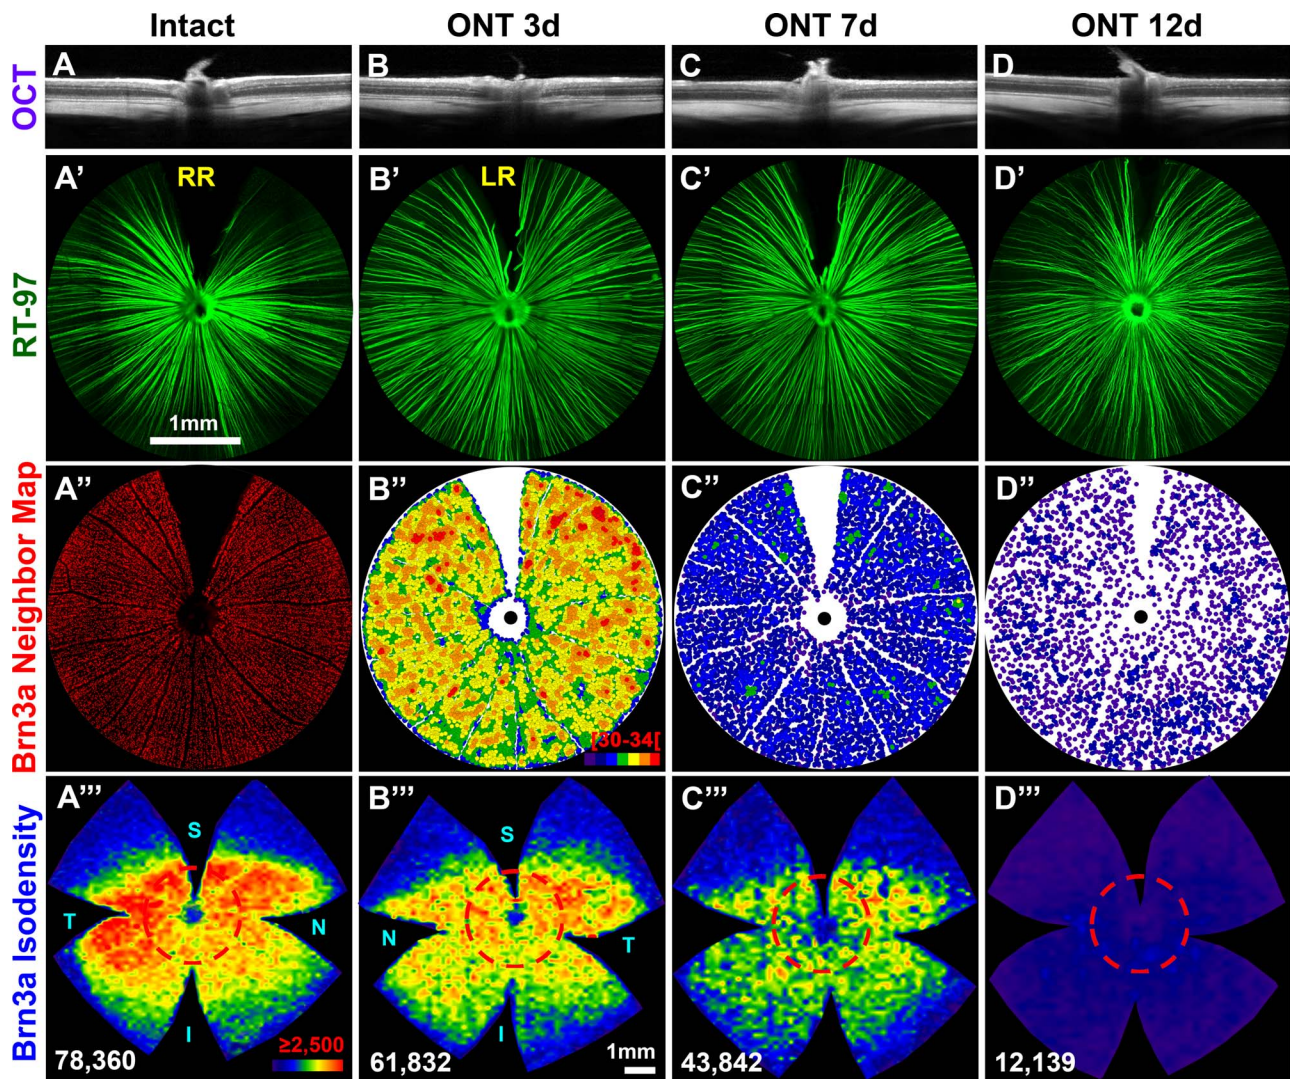 Intact ONT 3d ONT 7d ONT 12d
OCT
A B C D
RT-97
A' B' C' D'
RR LR
1mm
Brn3a Neighbor Map
A'' B'' C'' D''
[30-34[
Brn3a Isodensity
A''' B''' C''' D'''
S S
T N N T
I I
≥2,500
1mm
78,360 61,832 43,842 12,139